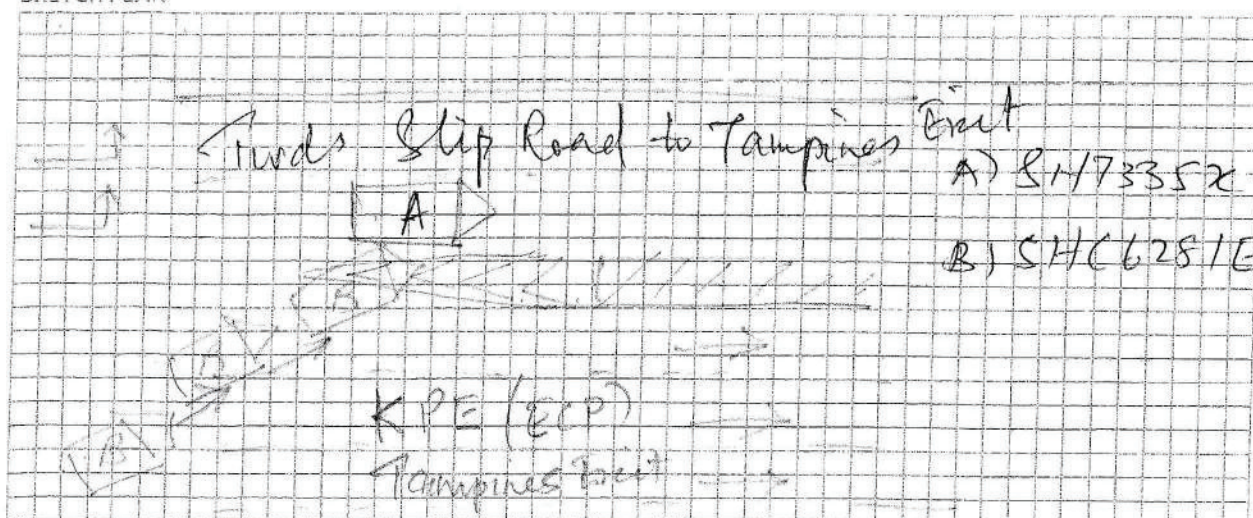 Twds Slip Road to Tampines Exit
A) SH7335X
A
B) SHC6281E
B
B
B
KPE (ECP)
Tampines Exit